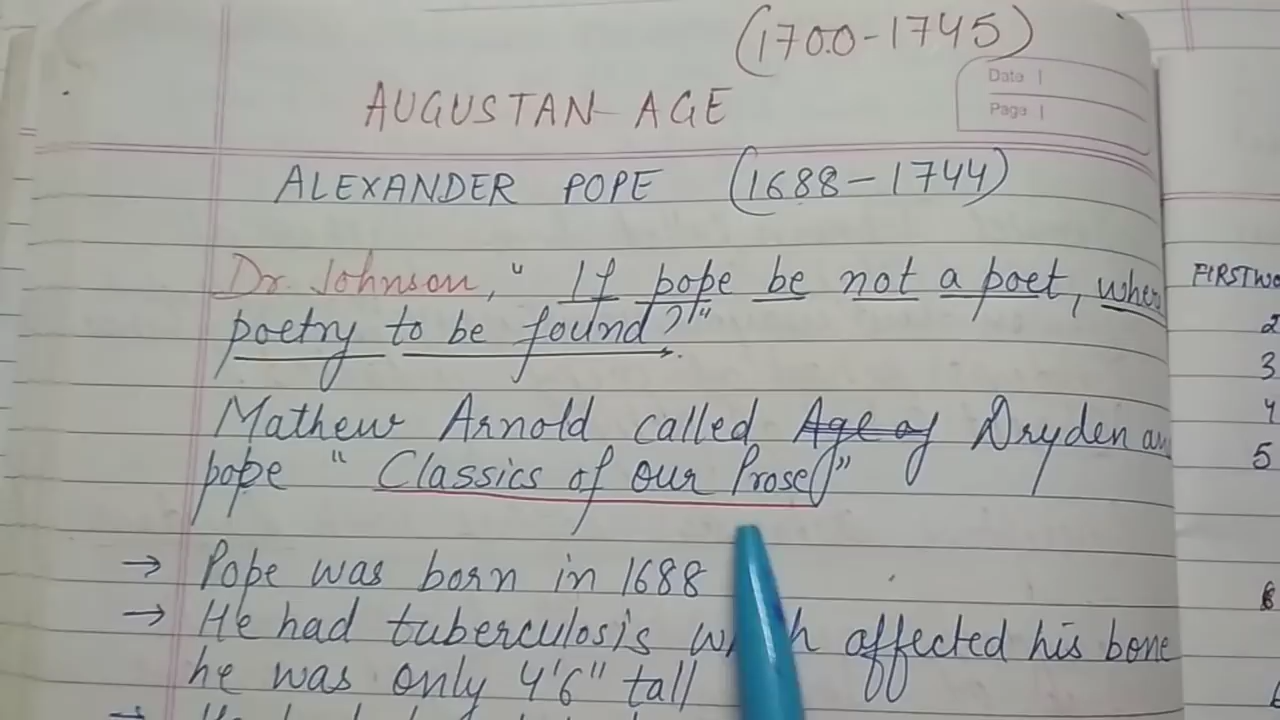 (1700-1745)
Date
Page
AUGUSTAN AGE
ALEXANDER POPE (1688-1744)
Dr. Johnson, " If pope be not a poet, where
poetry to be found?"
Mathew Arnold called Age of Dryden an
pope " Classics of our Prose"
→ Pope was born in 1688
→ He had tuberculosis which affected his bone
he was only 4'6" tall
FIRSTWO
2
3
4
5